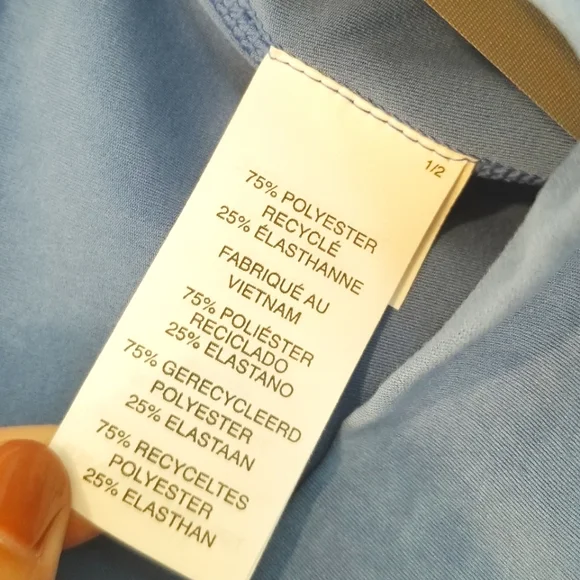 1/2
75% POLYESTER
RECYCLÉ
25% ÉLASTHANNE
FABRIQUÉ AU
VIETNAM
75% POLIÉSTER
RECICLADO
25% ELASTANO
75% GERECYCLEERD
POLYESTER
25% ELASTAAN
75% RECYCELTES
POLYESTER
25% ELASTHAN